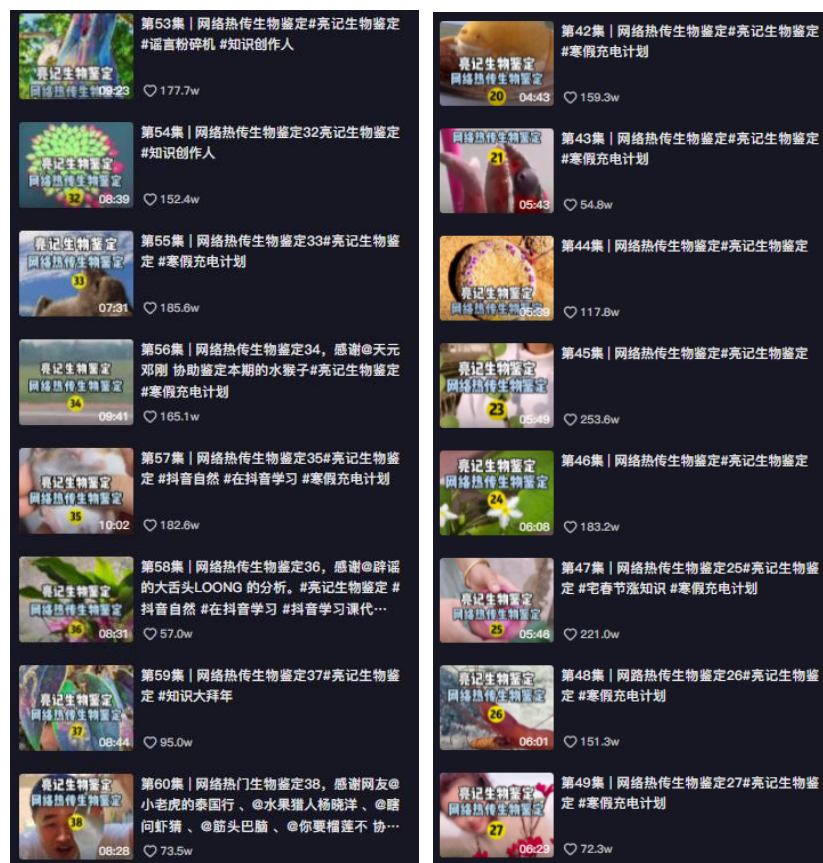 第53集 | 网络热传生物鉴定#亮记生物鉴定
#谣言粉碎机 #知识创作人
亮记生物鉴定
网络热传生物鉴定
09:23
177.7w
第54集 | 网络热传生物鉴定32亮记生物鉴定
#知识创作人
亮记生物鉴定
网络热传生物鉴定
32
08:39
152.4w
第55集 | 网络热传生物鉴定33#亮记生物鉴
定 #寒假充电计划
亮记生物鉴定
网络热传生物鉴定
33
07:31
185.6w
第56集 | 网络热传生物鉴定34，感谢@天元
邓刚 协助鉴定本期的水猴子#亮记生物鉴定
#寒假充电计划
亮记生物鉴定
网络热传生物鉴定
34
09:41
165.1w
第57集 | 网络热传生物鉴定35#亮记生物鉴
定 #抖音自然 #在抖音学习 #寒假充电计划
亮记生物鉴定
网络热传生物鉴定
35
10:02
182.6w
第58集 | 网络热传生物鉴定36，感谢@辟谣
的大舌头LOONG 的分析。#亮记生物鉴定 #
抖音自然 #在抖音学习 #抖音学习课代…
亮记生物鉴定
网络热传生物鉴定
36
08:31
57.0w
第59集 | 网络热传生物鉴定37#亮记生物鉴
定 #知识大拜年
亮记生物鉴定
网络热传生物鉴定
37
08:44
95.0w
第60集 | 网络热门生物鉴定38，感谢网友@
小老虎的泰国行 、@水果猎人杨晓洋 、@瞎
问虾猜 、@筋头巴脑 、@你要榴莲不 协…
亮记生物鉴定
网络热传生物鉴定
38
08:28
73.5w
第42集 | 网络热传生物鉴定#亮记生物鉴定
#寒假充电计划
亮记生物鉴定
网络热传生物鉴定
20
04:43
159.3w
第43集 | 网络热传生物鉴定#亮记生物鉴定
#寒假充电计划
网络热传生物鉴定
21
05:43
54.8w
第44集 | 网络热传生物鉴定#亮记生物鉴定
亮记生物鉴定
网络热传生物鉴定
05:39
117.8w
第45集 | 网络热传生物鉴定#亮记生物鉴定
亮记生物鉴定
网络热传生物鉴定
23
05:49
253.6w
第46集 | 网络热传生物鉴定#亮记生物鉴定
亮记生物鉴定
网络热传生物鉴定
24
06:08
183.2w
第47集 | 网络热传生物鉴定25#亮记生物鉴
定 #宅春节涨知识 #寒假充电计划
亮记生物鉴定
网络热传生物鉴定
25
05:46
221.0w
第48集 | 网路热传生物鉴定26#亮记生物鉴
定 #寒假充电计划
亮记生物鉴定
网络热传生物鉴定
26
06:01
151.3w
第49集 | 网络热传生物鉴定27#亮记生物鉴
定 #寒假充电计划
亮记生物鉴定
网络热传生物鉴定
27
06:29
72.3w